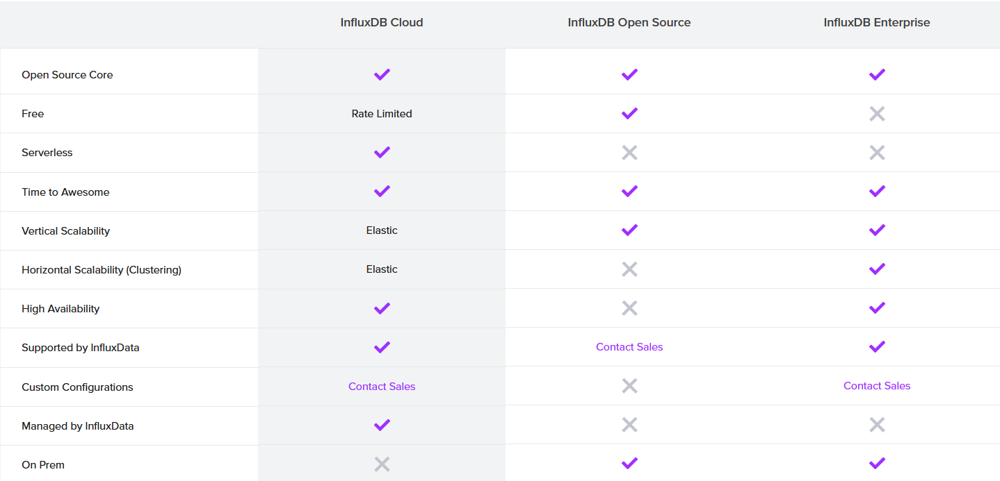 InfluxDB Cloud InfluxDB Open Source InfluxDB Enterprise
Open Source Core
Free Rate Limited
Serverless
Time to Awesome
Vertical Scalability Elastic
Horizontal Scalability (Clustering) Elastic
High Availability
Supported by InfluxData Contact Sales
Custom Configurations Contact Sales Contact Sales
Managed by InfluxData
On Prem